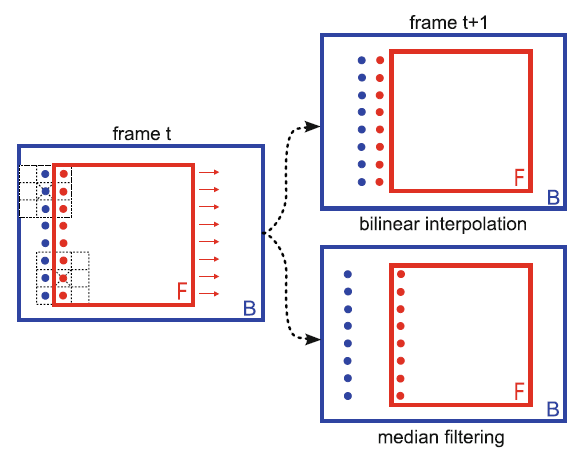 frame t
F
B
frame t+1
F
B
bilinear interpolation
F
B
median filtering